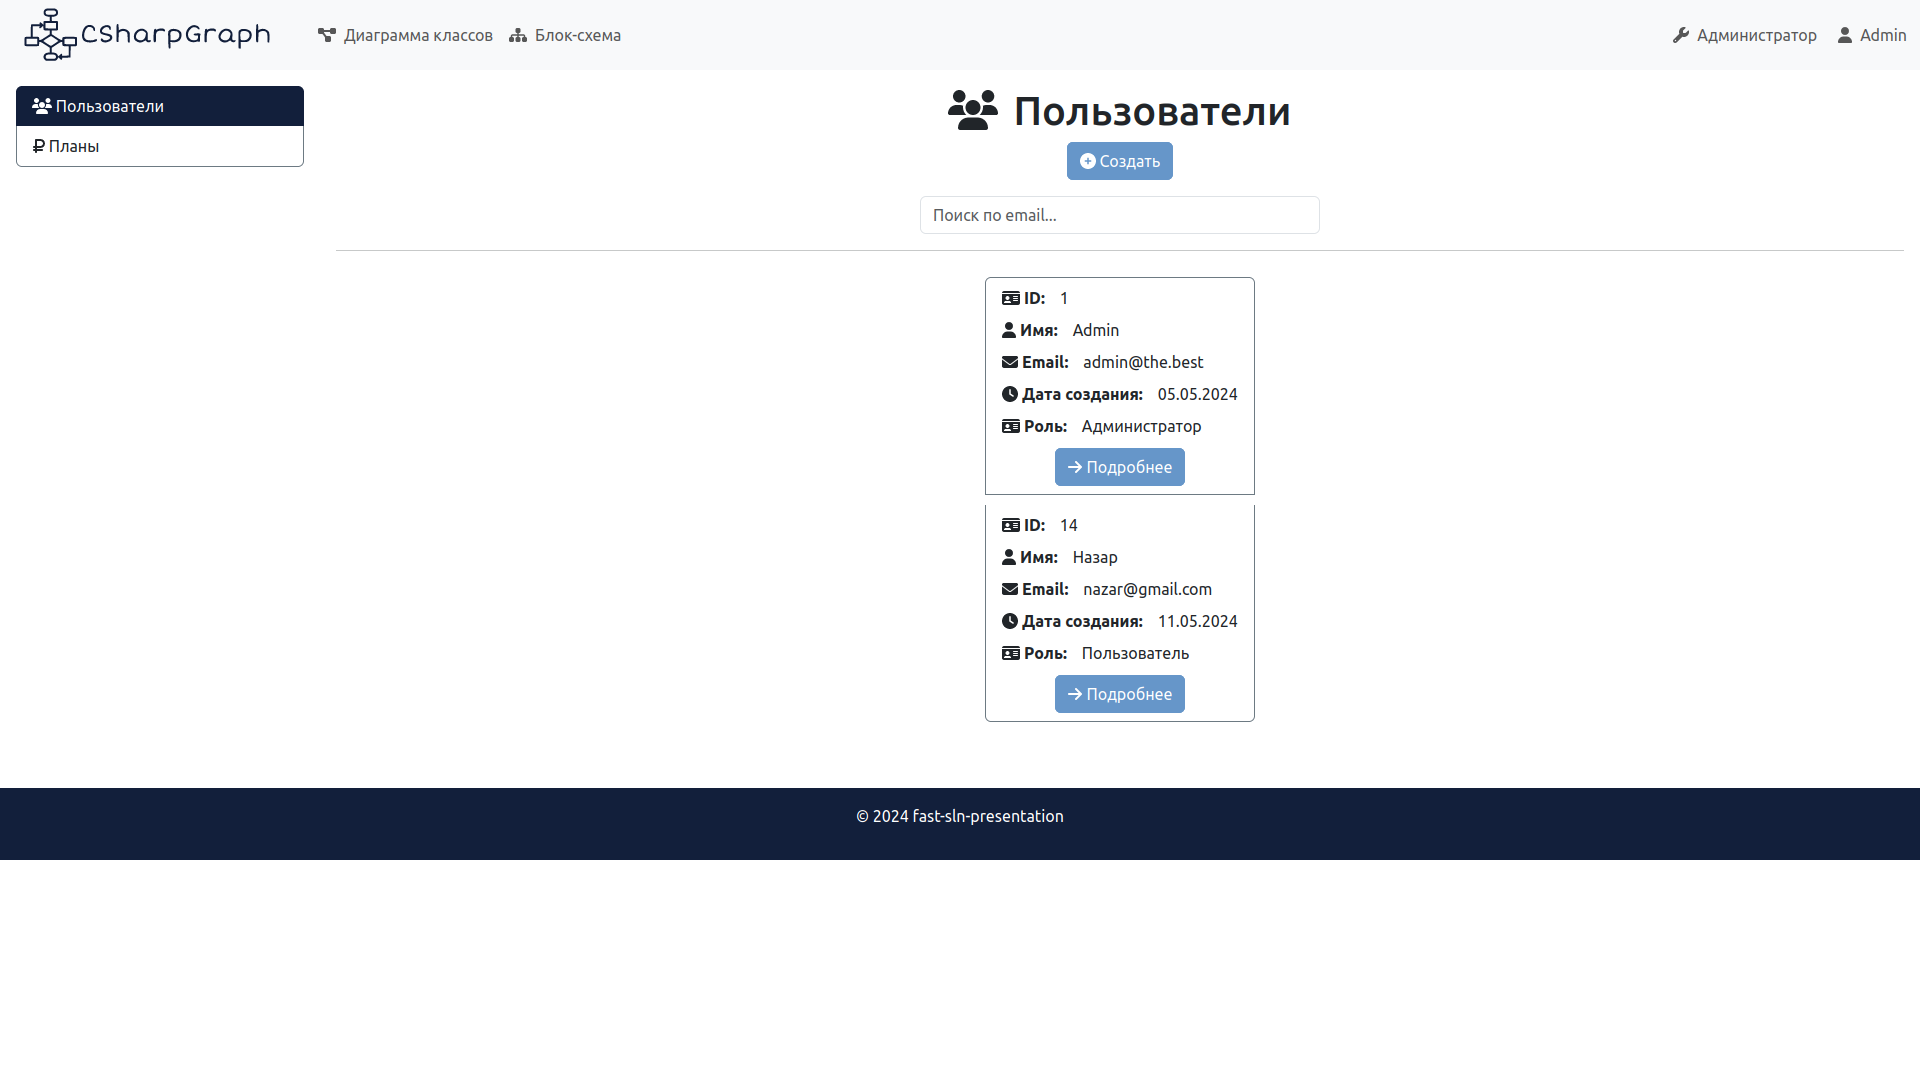 CSharpGraph
Диаграмма классов
Блок-схема
Администратор
Admin
Пользователи
Планы
Пользователи
Создать
Поиск по email...
ID: 1
Имя: Admin
Email: admin@the.best
Дата создания: 05.05.2024
Роль: Администратор
Подробнее
ID: 14
Имя: Назар
Email: nazar@gmail.com
Дата создания: 11.05.2024
Роль: Пользователь
Подробнее
© 2024 fast-sln-presentation